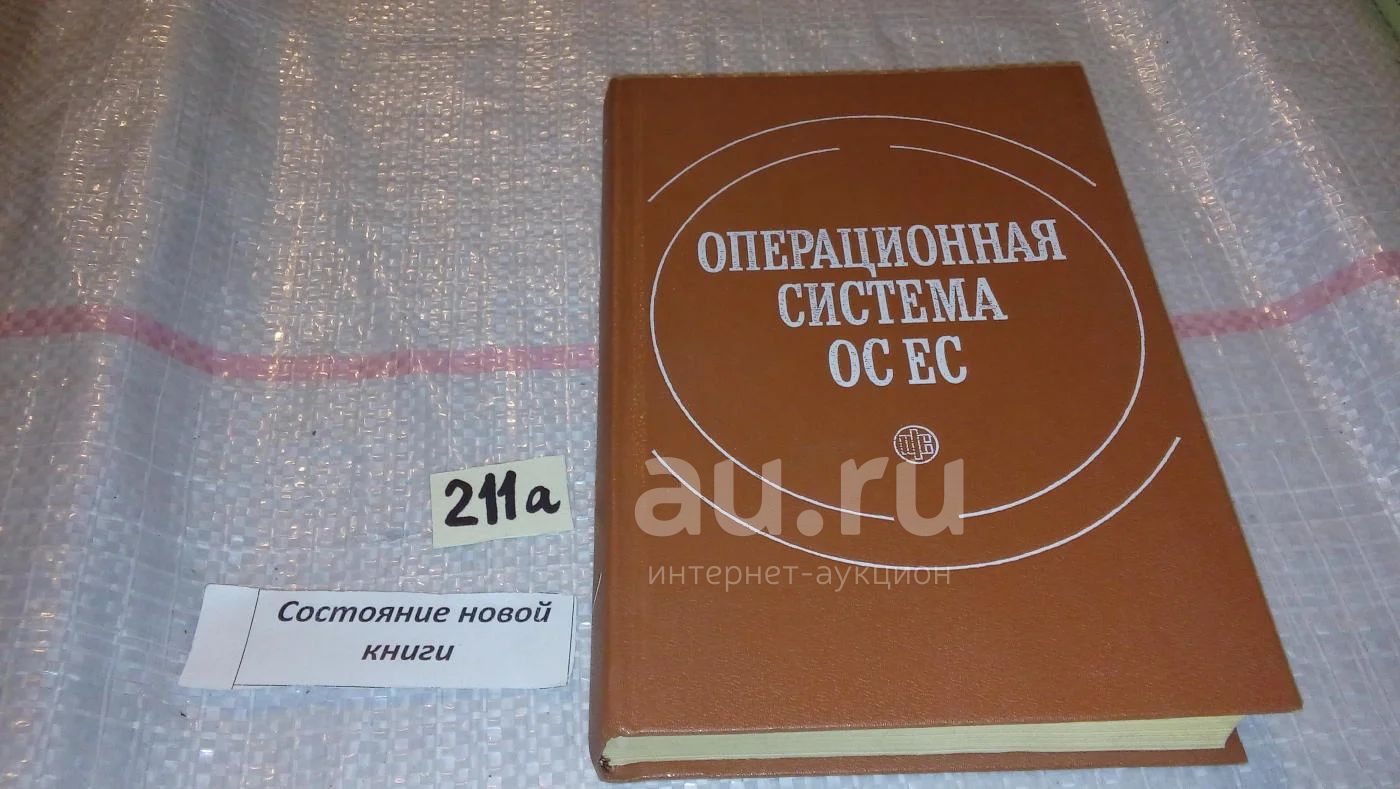 ОПЕРАЦИОННАЯ
СИСТЕМА
ОС ЕС
au.ru
интернет-аукцион
211а
Состояние новой
книги